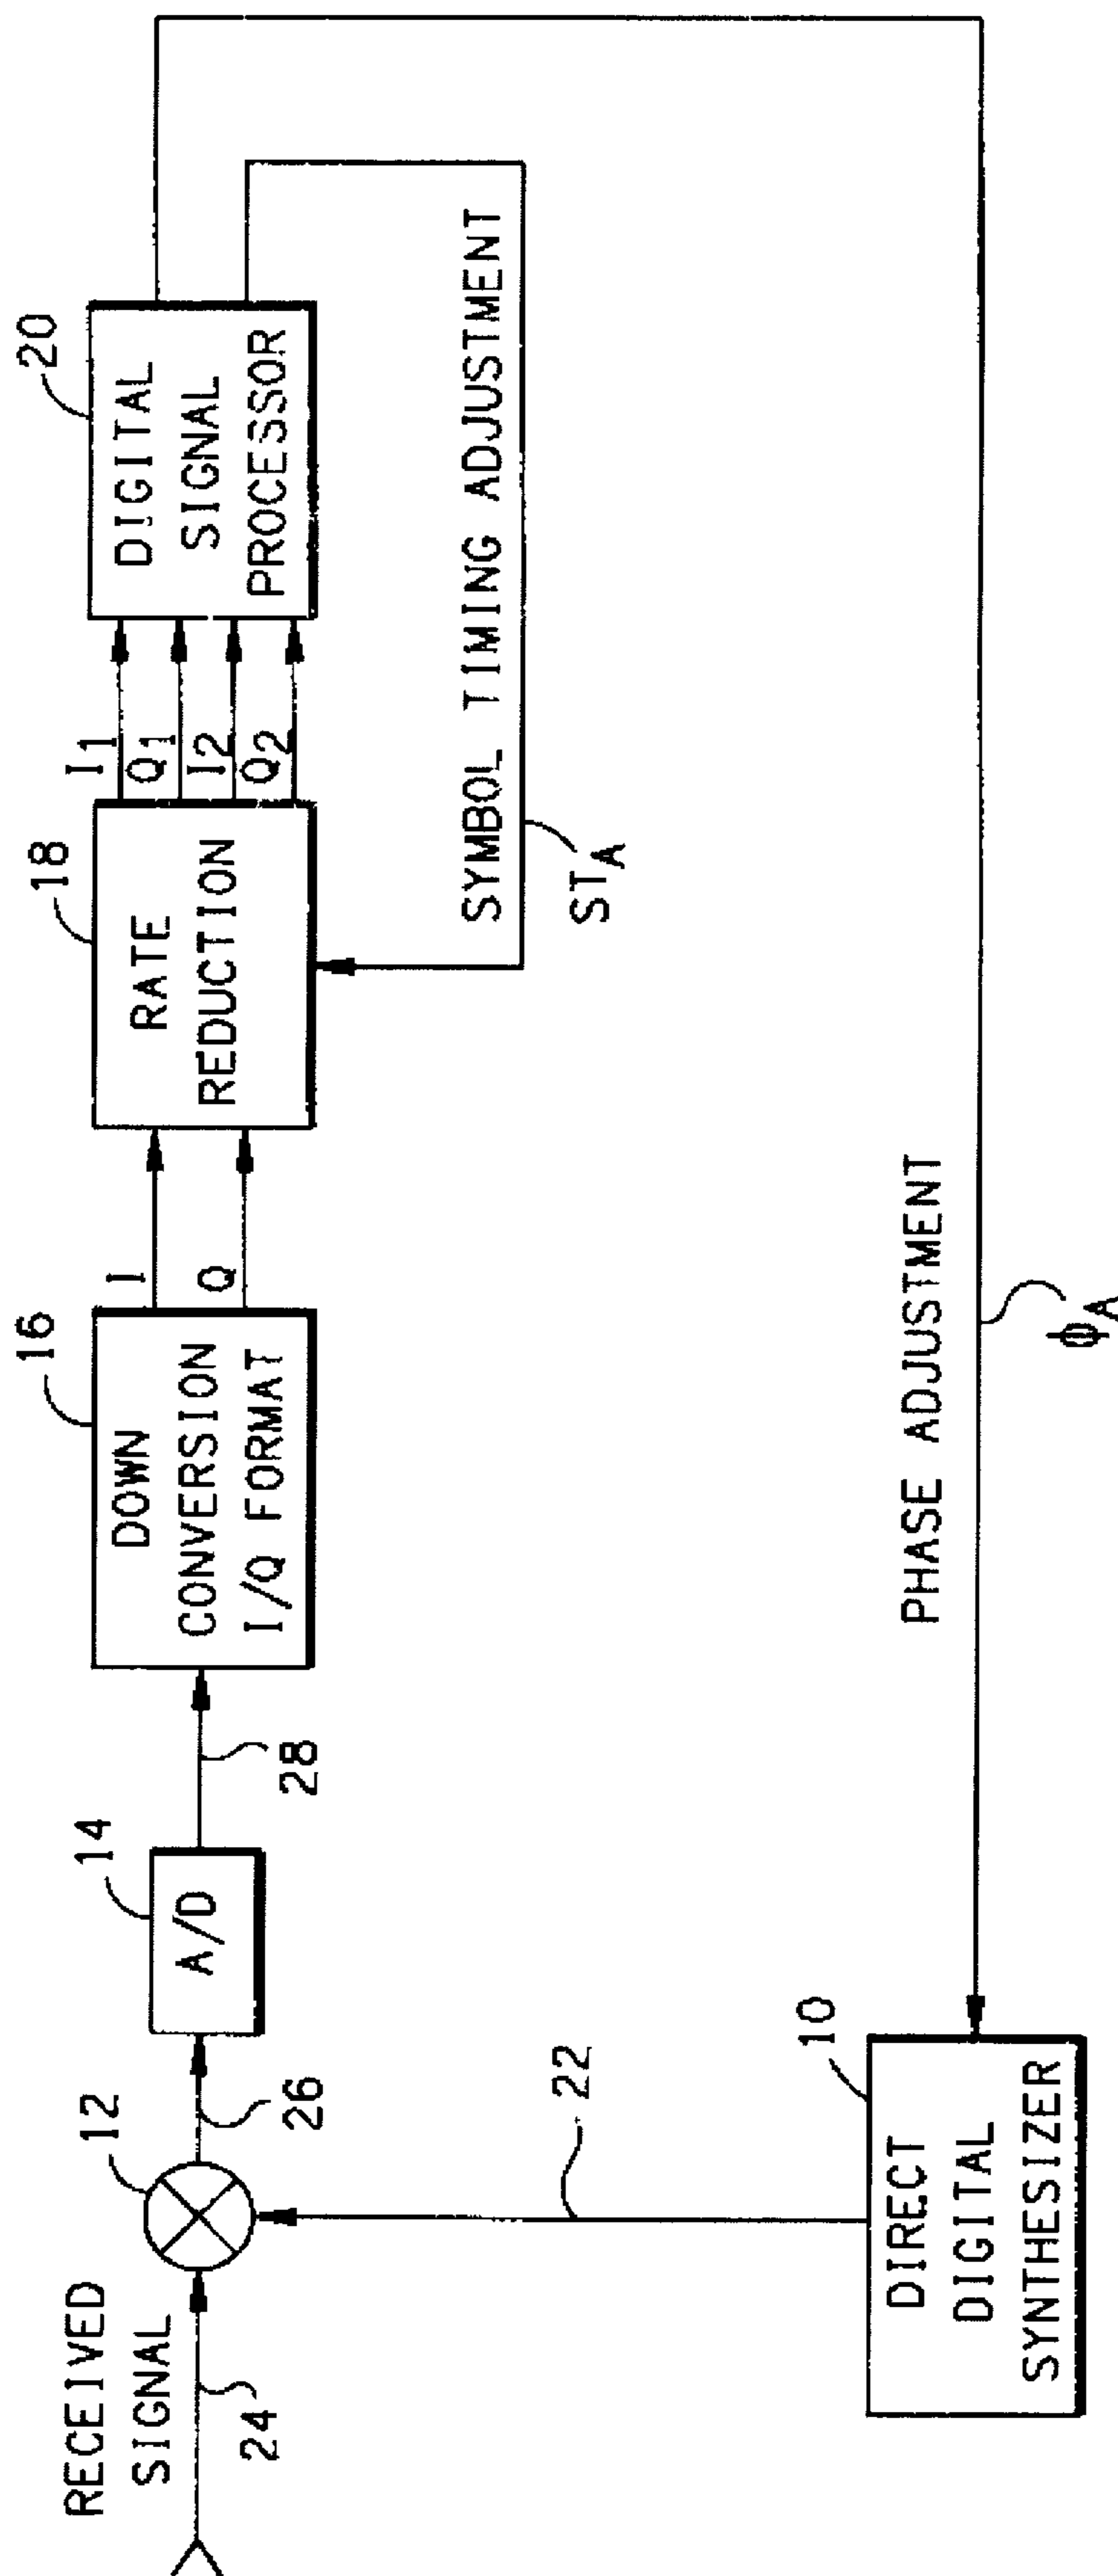 RECEIVED
SIGNAL
24
12
26
14
A/D
28
16
DOWN
CONVERSION
I/Q FORMAT
I
Q
18
RATE
REDUCTION
I1
Q1
I2
Q2
20
DIGITAL
SIGNAL
PROCESSOR
SYMBOL TIMING ADJUSTMENT
STA
22
10
DIRECT
DIGITAL
SYNTHESIZER
PHASE ADJUSTMENT
ΦA